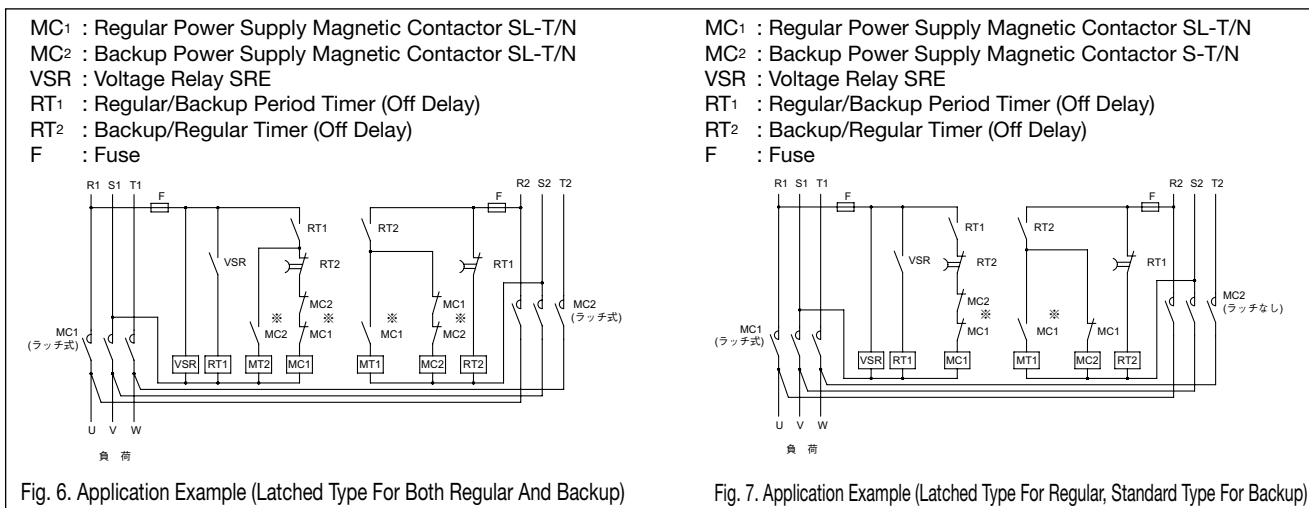 MC1 : Regular Power Supply Magnetic Contactor SL-T/N
MC2 : Backup Power Supply Magnetic Contactor SL-T/N
VSR : Voltage Relay SRE
RT1 : Regular/Backup Period Timer (Off Delay)
RT2 : Backup/Regular Timer (Off Delay)
F : Fuse
R1 S1 T1 R2 S2 T2
F F
RT1 RT2
VSR RT2 RT1
MC2 MC1 MC2
(ラッチ式)
※ ※ ※ ※
MC1 MC2 MC1 MC1 MC2
(ラッチ式)
VSR RT1 MT2 MC1 MT1 MC2 RT2
U V W
負 荷
Fig. 6. Application Example (Latched Type For Both Regular And Backup)
MC1 : Regular Power Supply Magnetic Contactor SL-T/N
MC2 : Backup Power Supply Magnetic Contactor S-T/N
VSR : Voltage Relay SRE
RT1 : Regular/Backup Period Timer (Off Delay)
RT2 : Backup/Regular Timer (Off Delay)
F : Fuse
R1 S1 T1 R2 S2 T2
F F
RT1 RT2
VSR RT2 RT1
MC2 MC2
(ラッチなし)
※ ※
MC1 MC1 MC1 MC1
(ラッチ式)
VSR RT1 MC1 MT1 MC2 RT2
U V W
負 荷
Fig. 7. Application Example (Latched Type For Regular, Standard Type For Backup)